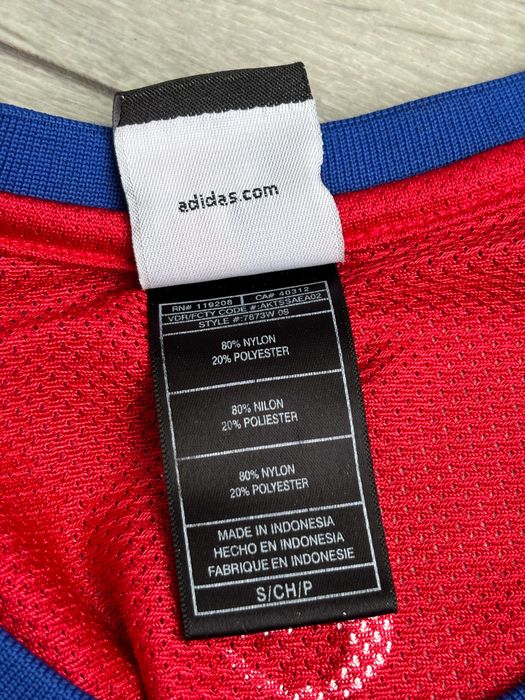 adidas.com
RN# 119208 CA# 40312
VDR/FCTY CODE #:AKTSSAEA02
STYLE #:7873W 09
80% NYLON
20% POLYESTER
80% NILON
20% POLIESTER
80% NYLON
20% POLYESTER
MADE IN INDONESIA
HECHO EN INDONESIA
FABRIQUE EN INDONESIE
S/CH/P